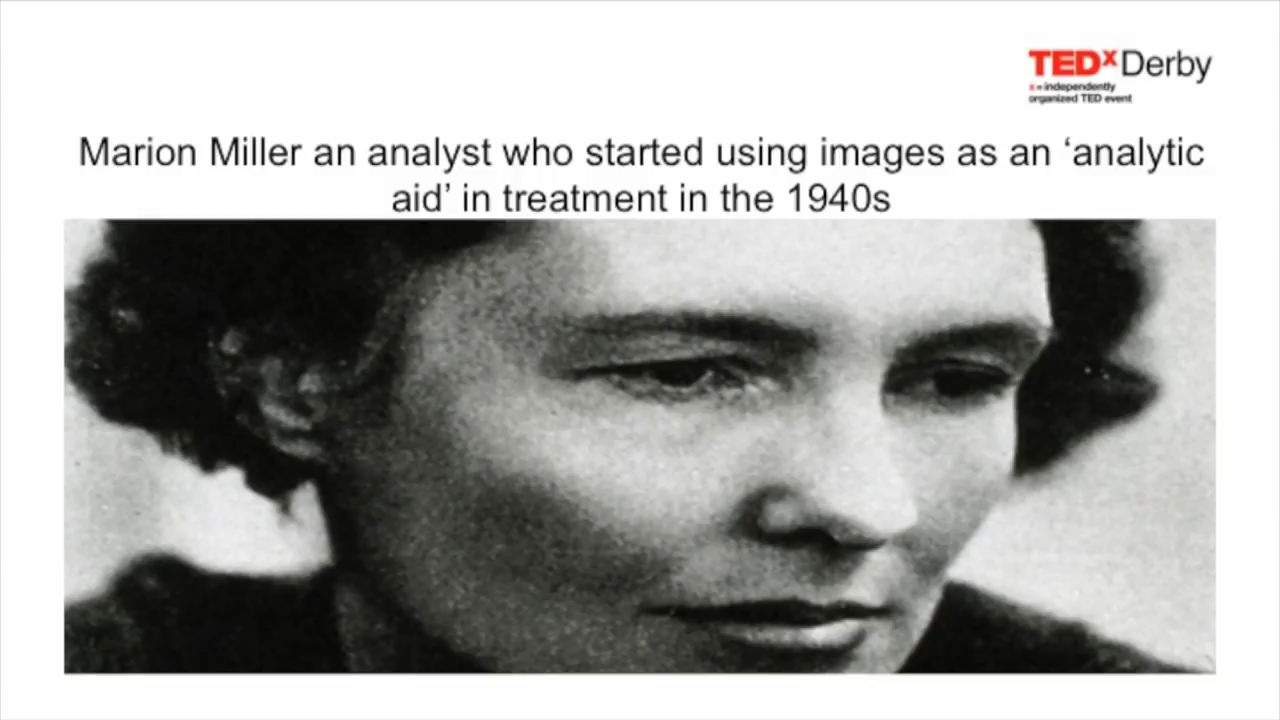 TEDxDerby
x = independently
organized TED event
Marion Miller an analyst who started using images as an ‘analytic
aid’ in treatment in the 1940s